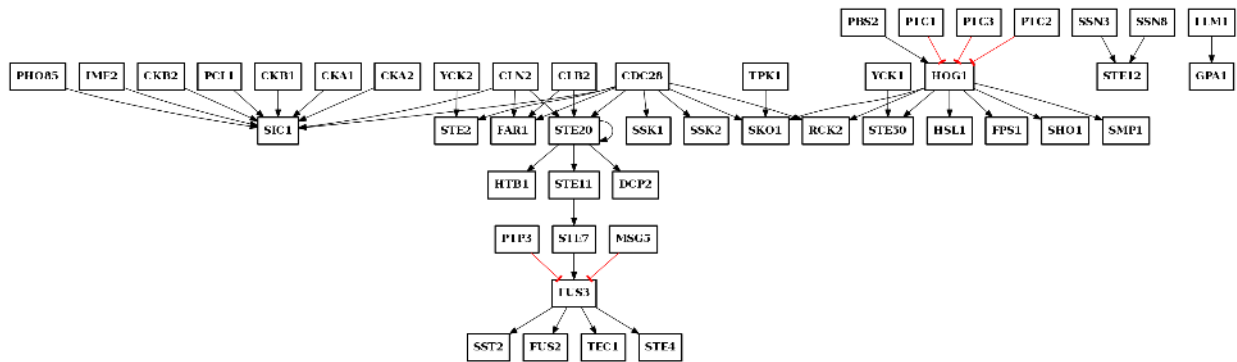 PBS2 PTC1 PTC3 PTC2 SSN3 SSN8 ELM1
PHO85 IME2 CKB2 PCL1 CKB1 CKA1 CKA2 YCK2 CLN2 CLB2 CDC28 TPK1 YCK1 HOG1 STE12 GPA1
SIC1 STE2 FAR1 STE20 SSK1 SSK2 SKO1 RCK2 STE50 HSL1 FPS1 SHO1 SMP1
HTB1 STE11 DCP2
PTP3 STE7 MSG5
FUS3
SST2 FUS2 TEC1 STE4